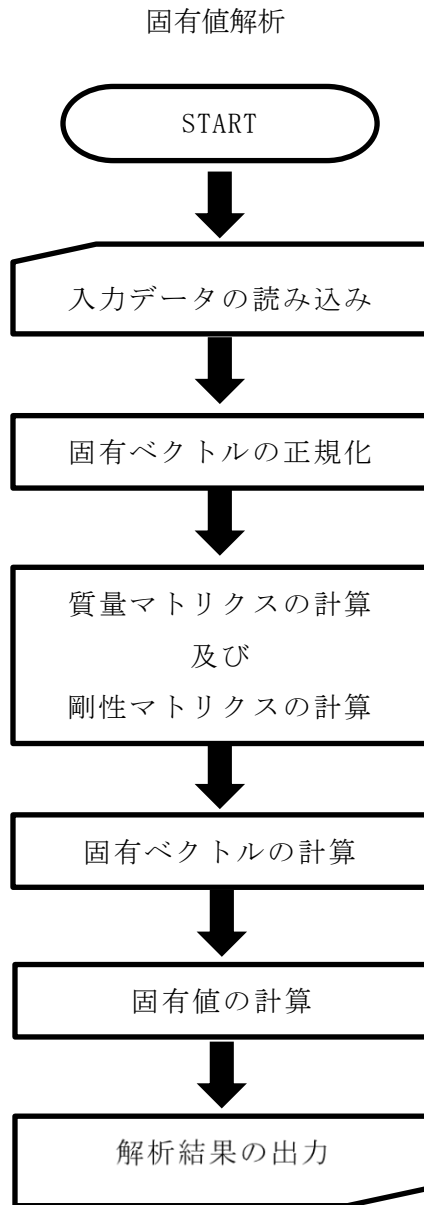 固有値解析
START
入力データの読み込み
固有ベクトルの正規化
質量マトリクスの計算
及び
剛性マトリクスの計算
固有ベクトルの計算
固有値の計算
解析結果の出力